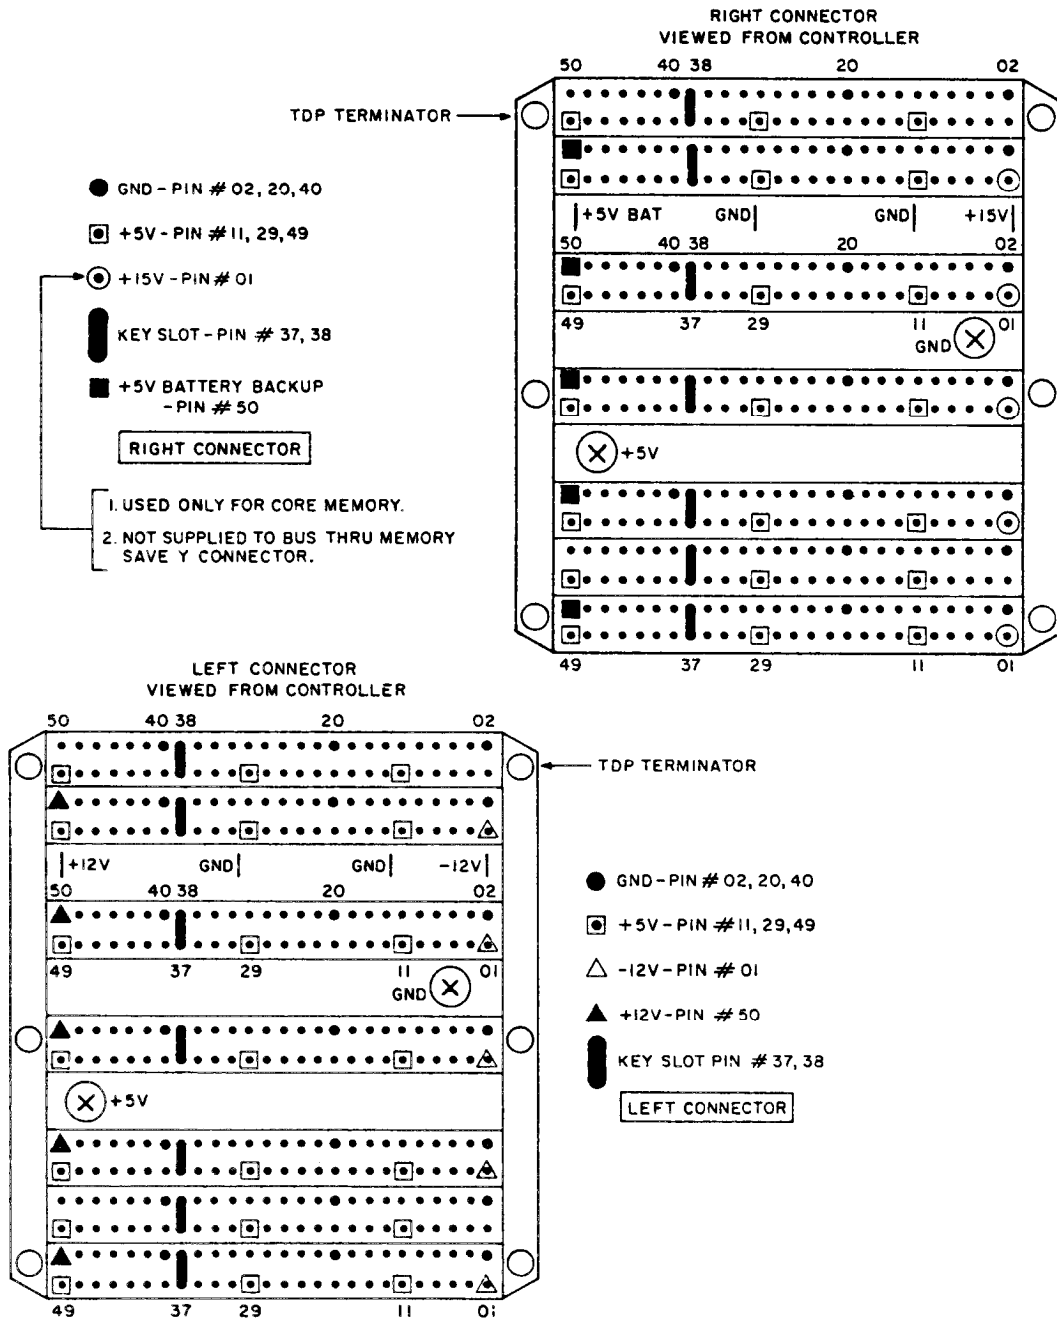 RIGHT CONNECTOR
VIEWED FROM CONTROLLER
50 40 38 20 02
TDP TERMINATOR
GND-PIN # 02, 20, 40
+5V-PIN # 11, 29, 49
+15V-PIN # 01
KEY SLOT-PIN # 37, 38
+5V BATTERY BACKUP
-PIN # 50
RIGHT CONNECTOR
1. USED ONLY FOR CORE MEMORY.
2. NOT SUPPLIED TO BUS THRU MEMORY
SAVE Y CONNECTOR.
+5V BAT GND GND +15V
50 40 38 20 02
49 37 29 11 01
GND
+5V
49 37 29 11 01
LEFT CONNECTOR
VIEWED FROM CONTROLLER
50 40 38 20 02
TDP TERMINATOR
+12V GND GND -12V
50 40 38 20 02
49 37 29 11 01
GND
+5V
49 37 29 11 01
GND-PIN # 02, 20, 40
+5V-PIN # 11, 29, 49
-12V-PIN # 01
+12V-PIN # 50
KEY SLOT PIN # 37, 38
LEFT CONNECTOR